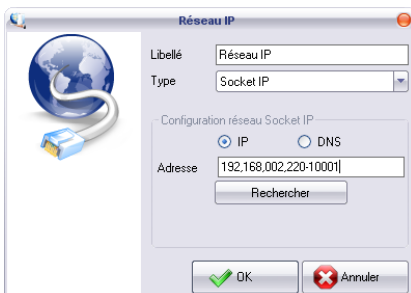 Réseau IP
Libellé Réseau IP
Type Socket IP
Configuration réseau Socket IP
IP DNS
Adresse 192,168,002,220-10001
Rechercher
OK Annuler